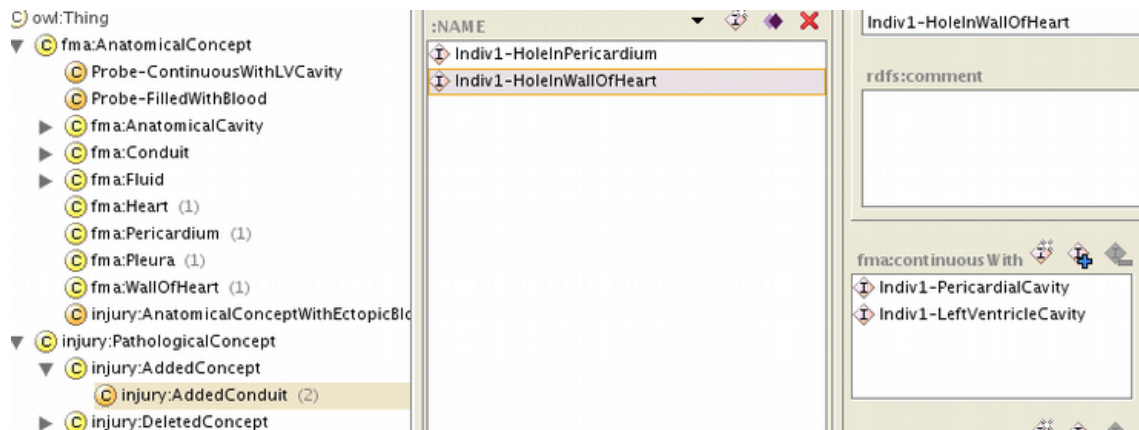 owl:Thing
fma:AnatomicalConcept
Probe-ContinuousWithLVCavity
Probe-FilledWithBlood
fma:AnatomicalCavity
fma:Conduit
fma:Fluid
fma:Heart (1)
fma:Pericardium (1)
fma:Pleura (1)
fma:WallOfHeart (1)
injury:AnatomicalConceptWithEctopicBlo
injury:PathologicalConcept
injury:AddedConcept
injury:AddedConduit (2)
injury:DeletedConcept
:NAME
Indiv1-HoleInPericardium
Indiv1-HoleInWallOfHeart
Indiv1-HoleInWallOfHeart
rdfs:comment
fma:continuousWith
Indiv1-PericardialCavity
Indiv1-LeftVentricleCavity